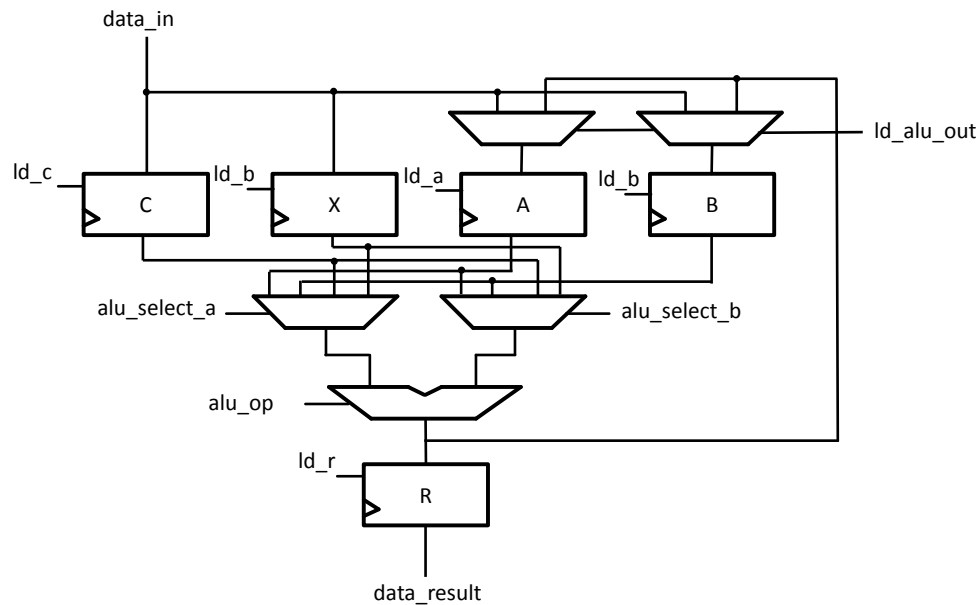 data_in
ld_alu_out
ld_c
ld_b
ld_a
ld_b
C
X
A
B
alu_select_a
alu_select_b
alu_op
ld_r
R
data_result